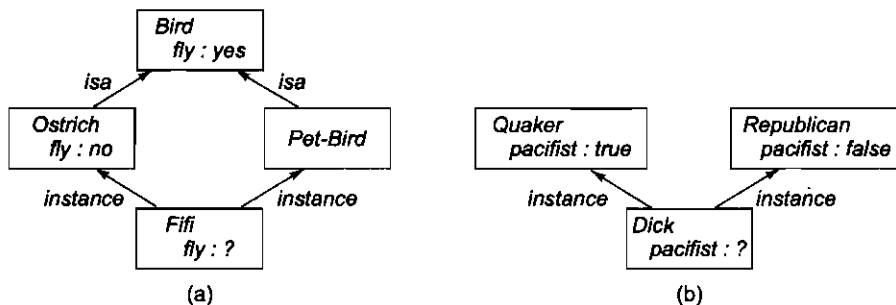 Bird
fly : yes
isa
isa
Ostrich
fly : no
Pet-Bird
instance
instance
Fifi
fly : ?
(a)
Quaker
pacifist : true
Republican
pacifist : false
instance
instance
Dick
pacifist : ?
(b)